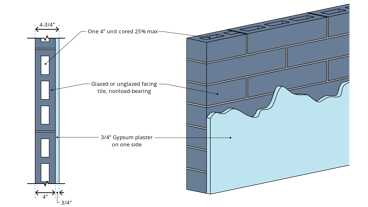 4-3/4"
One 4" unit cored 25% max
Glazed or unglazed facing
tile, nonload-bearing
3/4" Gypsum plaster
on one side
4"
3/4"